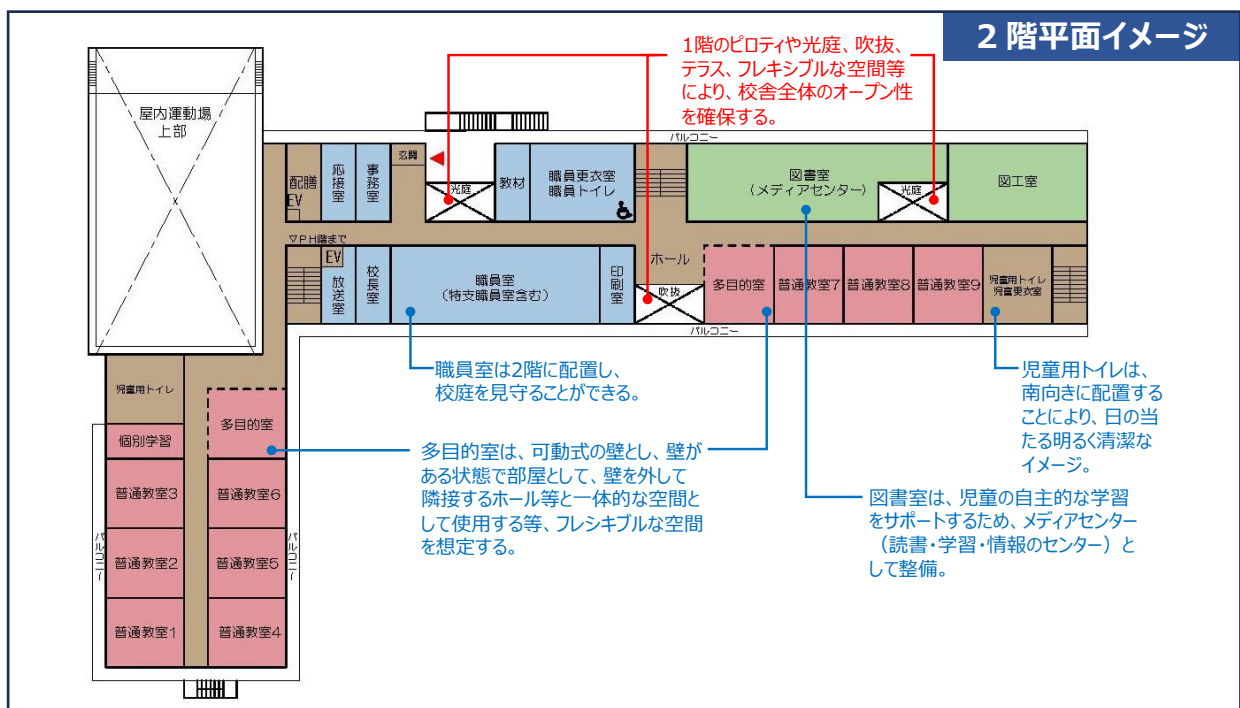 2階平面イメージ
1階のピロティや光庭、吹抜、
テラス、フレキシブルな空間等
により、校舎全体のオープン性
を確保する。
屋内運動場
上部
バルコニー
配膳
EV
応接室
事務室
玄関
光庭
教材
職員更衣室
職員トイレ
図書室
(メディアセンター)
光庭
図工室
▽PH階まで
EV
放送室
校長室
職員室
(特支職員室含む)
印刷室
ホール
吹抜
多目的室
普通教室7
普通教室8
普通教室9
児童用トイレ
児童更衣室
バルコニー
職員室は2階に配置し、
校庭を見守ることができる。
児童用トイレは、
南向きに配置する
ことにより、日の当
たる明るく清潔な
イメージ。
児童用トイレ
多目的室
個別学習
多目的室は、可動式の壁とし、壁が
ある状態で部屋として、壁を外して
隣接するホール等と一体的な空間と
して使用する等、フレシキブルな空間
を想定する。
図書室は、児童の自主的な学習
をサポートするため、メディアセンター
(読書・学習・情報のセンター)と
して整備。
普通教室3
普通教室6
バルコニー
普通教室2
普通教室5
バルコニー
普通教室1
普通教室4